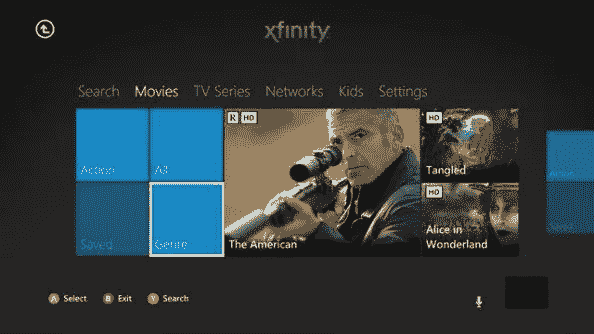 xfinity
Search Movies TV Series Networks Kids Settings
R HD
HD
Action
All
Tangled
HD
Saved
Genre
The American
Alice in
Wonderland
A Select B Exit Y Search